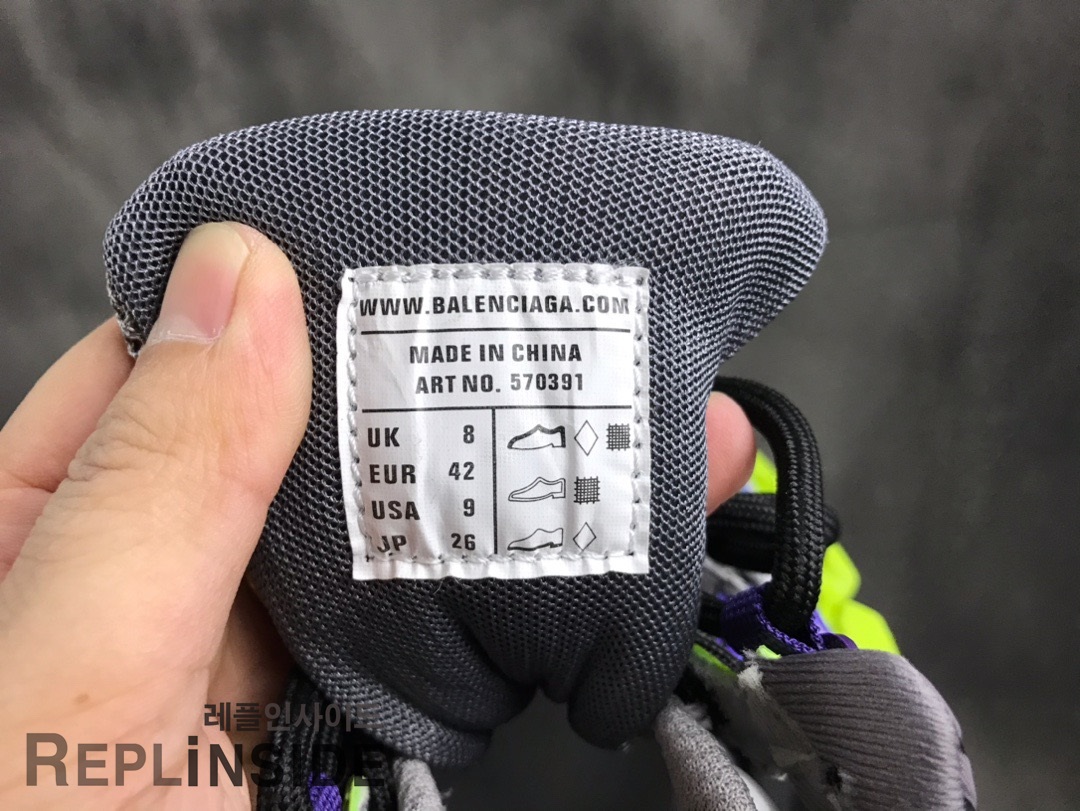 WWW.BALENCIAGA.COM
MADE IN CHINA
ART NO. 570391
UK 8
EUR 42
USA 9
JP 26
레플인사이드
REPLINSIDE